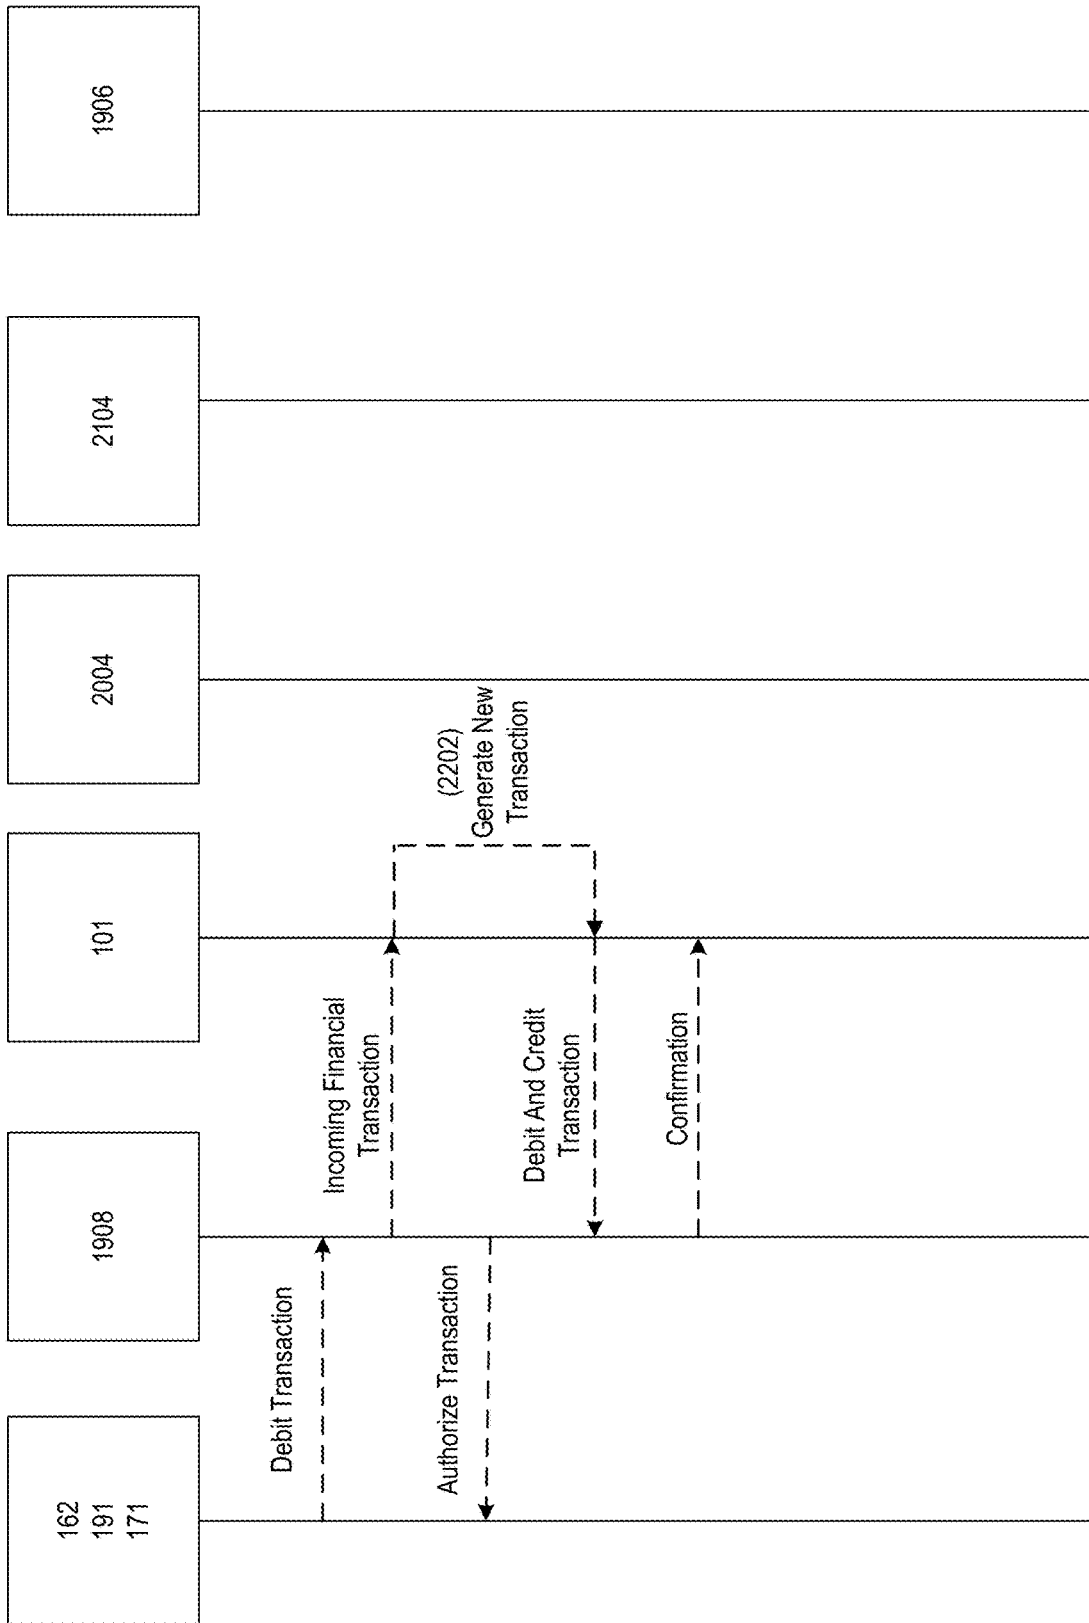 162
191
171
1908
101
2004
2104
1906
Debit Transaction
Incoming Financial
Transaction
(2202)
Generate New
Transaction
Authorize Transaction
Debit And Credit
Transaction
Confirmation